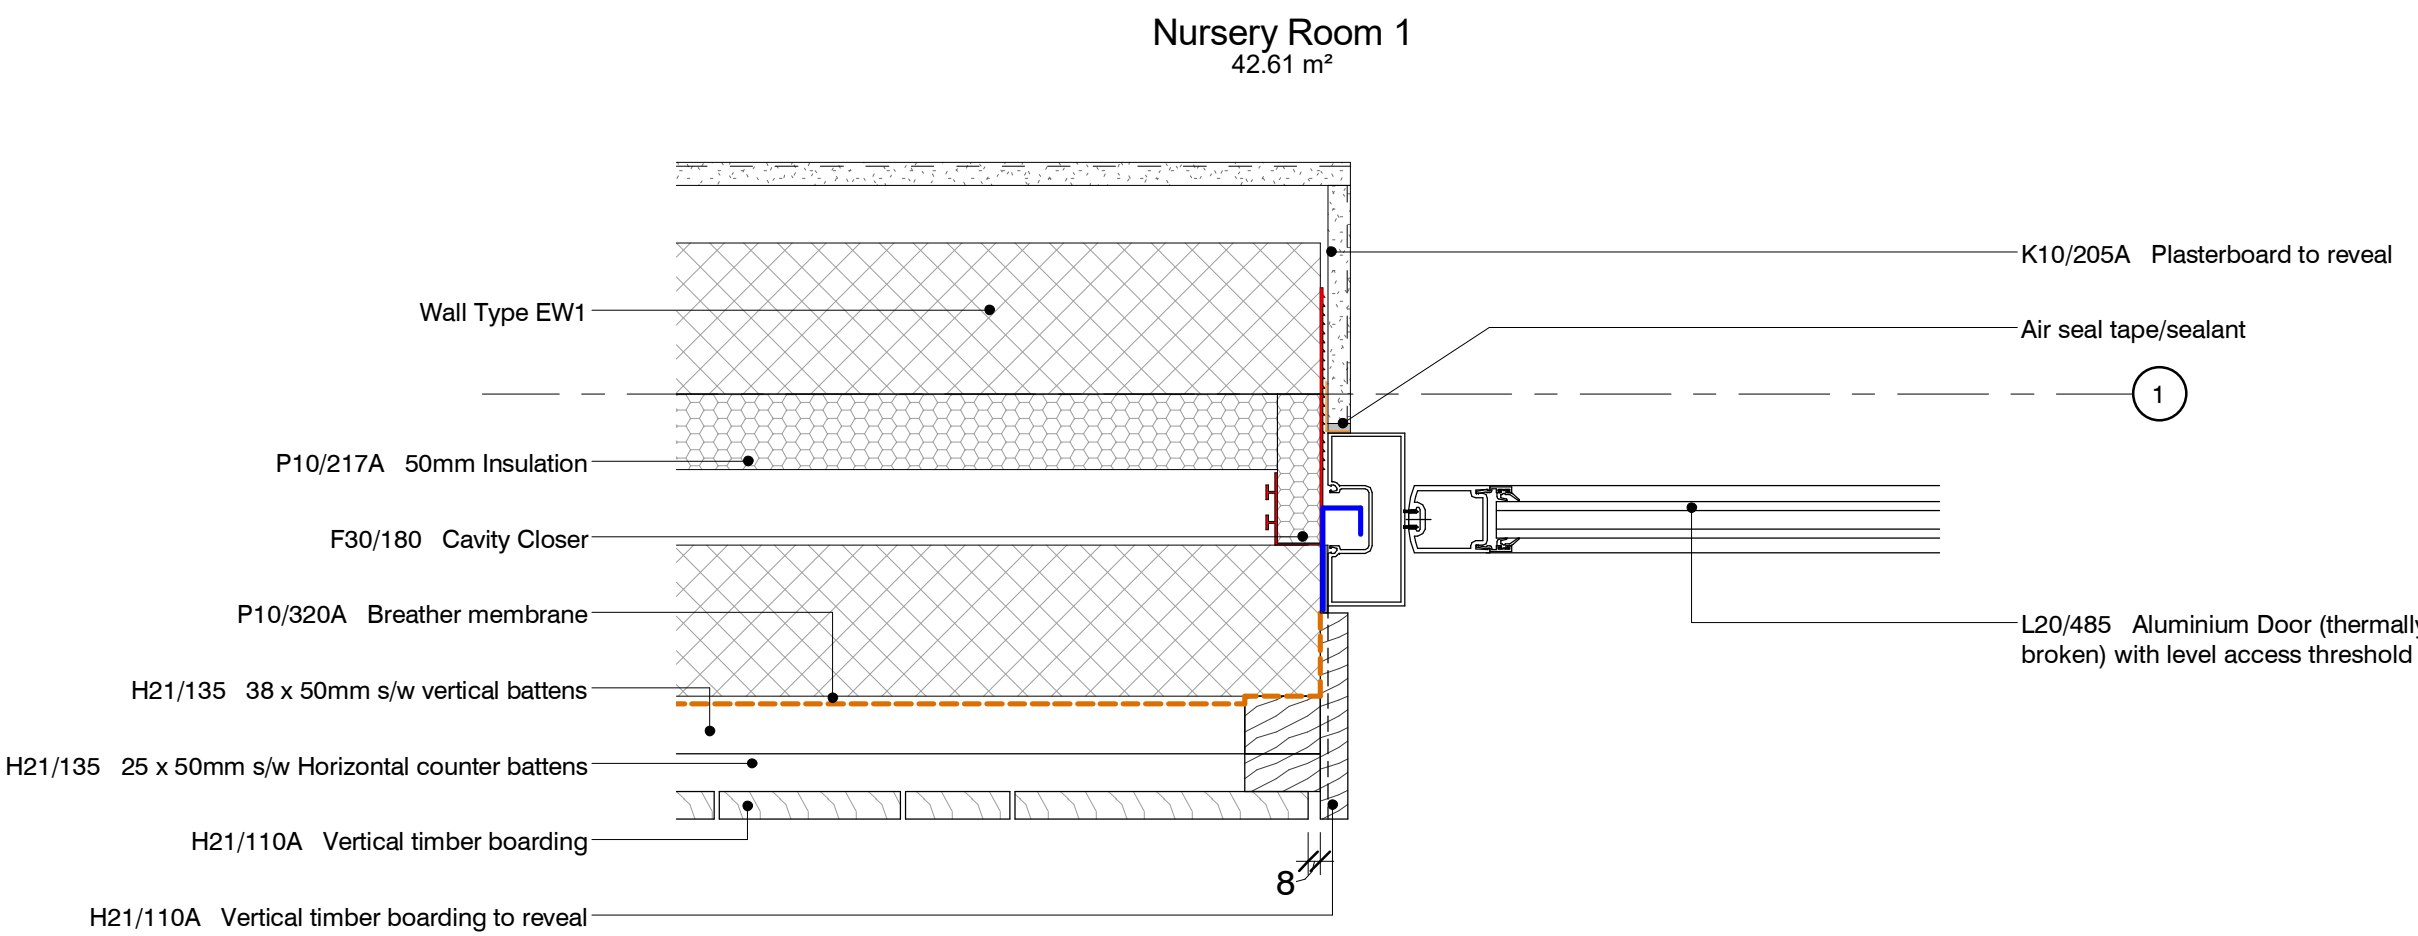 Nursery Room 1
42.61 m²
K10/205A Plasterboard to reveal
Wall Type EW1
Air seal tape/sealant
1
P10/217A 50mm Insulation
F30/180 Cavity Closer
P10/320A Breather membrane
L20/485 Aluminium Door (thermally
broken) with level access threshold
H21/135 38 x 50mm s/w vertical battens
H21/135 25 x 50mm s/w Horizontal counter battens
H21/110A Vertical timber boarding
8
H21/110A Vertical timber boarding to reveal